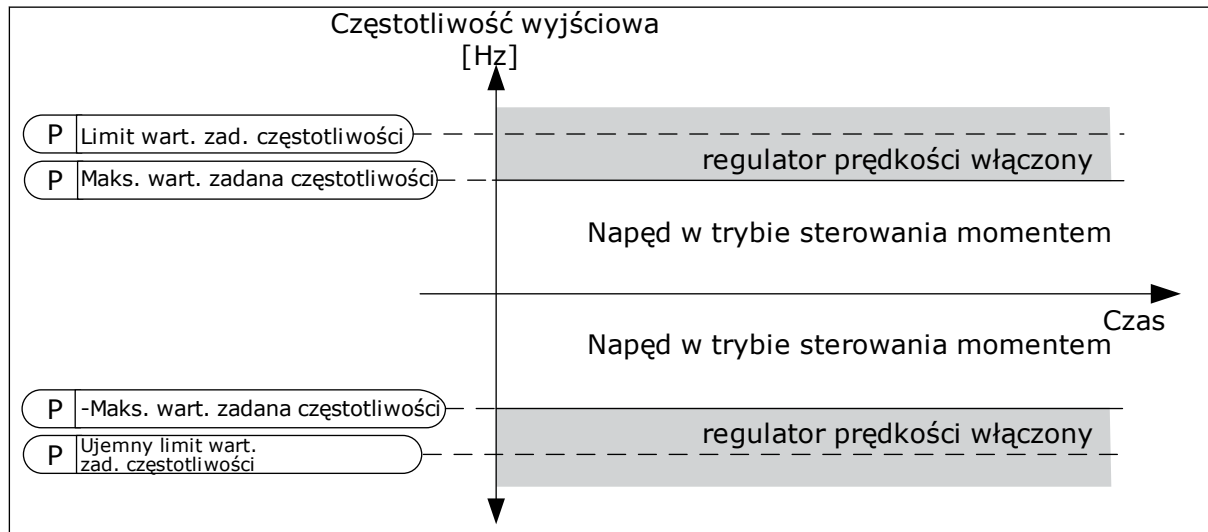 Częstotliwość wyjściowa
[Hz]
P Limit wart. zad. częstotliwości
regulator prędkości włączony
P Maks. wart. zadana częstotliwości
Napęd w trybie sterowania momentem
Czas
Napęd w trybie sterowania momentem
P -Maks. wart. zadana częstotliwości
regulator prędkości włączony
P Ujemny limit wart.
zad. częstotliwości